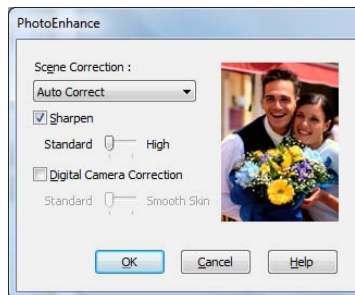 PhotoEnhance
Scene Correction :
Auto Correct
Sharpen
Standard High
Digital Camera Correction
Standard Smooth Skin
OK Cancel Help